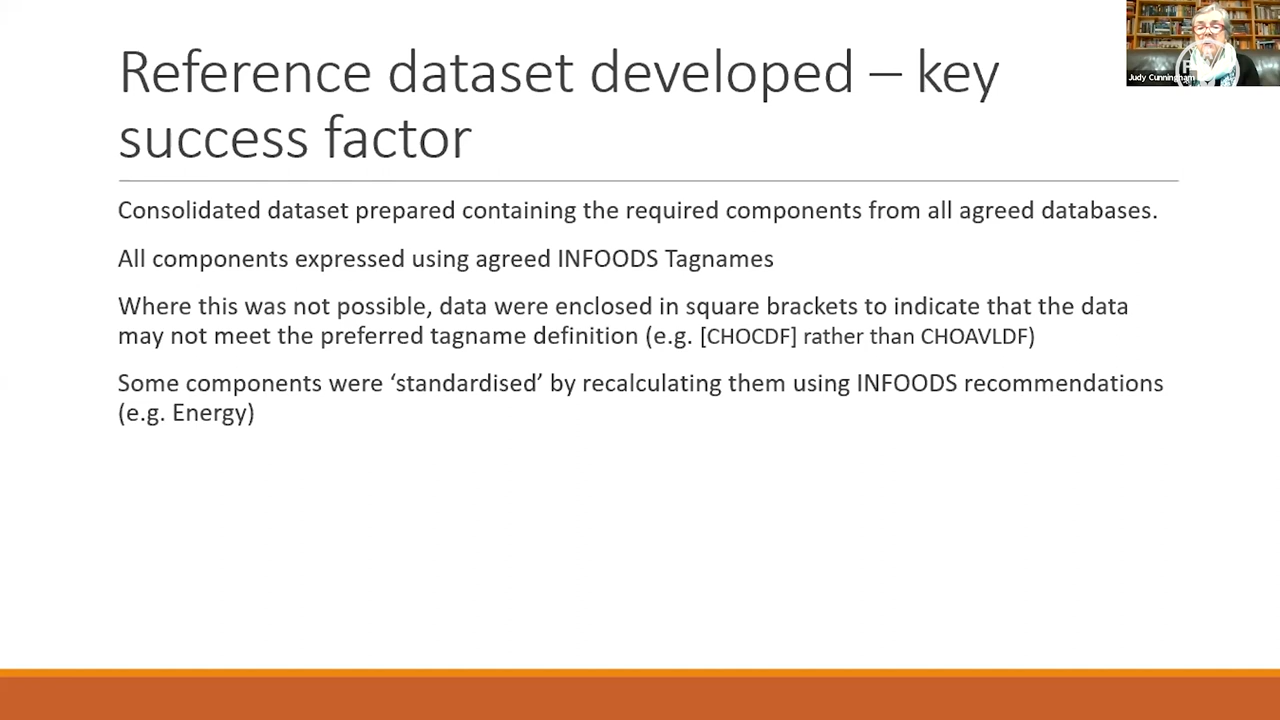 Reference dataset developed – key
success factor
Judy Cunningham
Consolidated dataset prepared containing the required components from all agreed databases.
All components expressed using agreed INFOODS Tagnames
Where this was not possible, data were enclosed in square brackets to indicate that the data
may not meet the preferred tagname definition (e.g. [CHOCDF] rather than CHOAVLDF)
Some components were ‘standardised’ by recalculating them using INFOODS recommendations
(e.g. Energy)